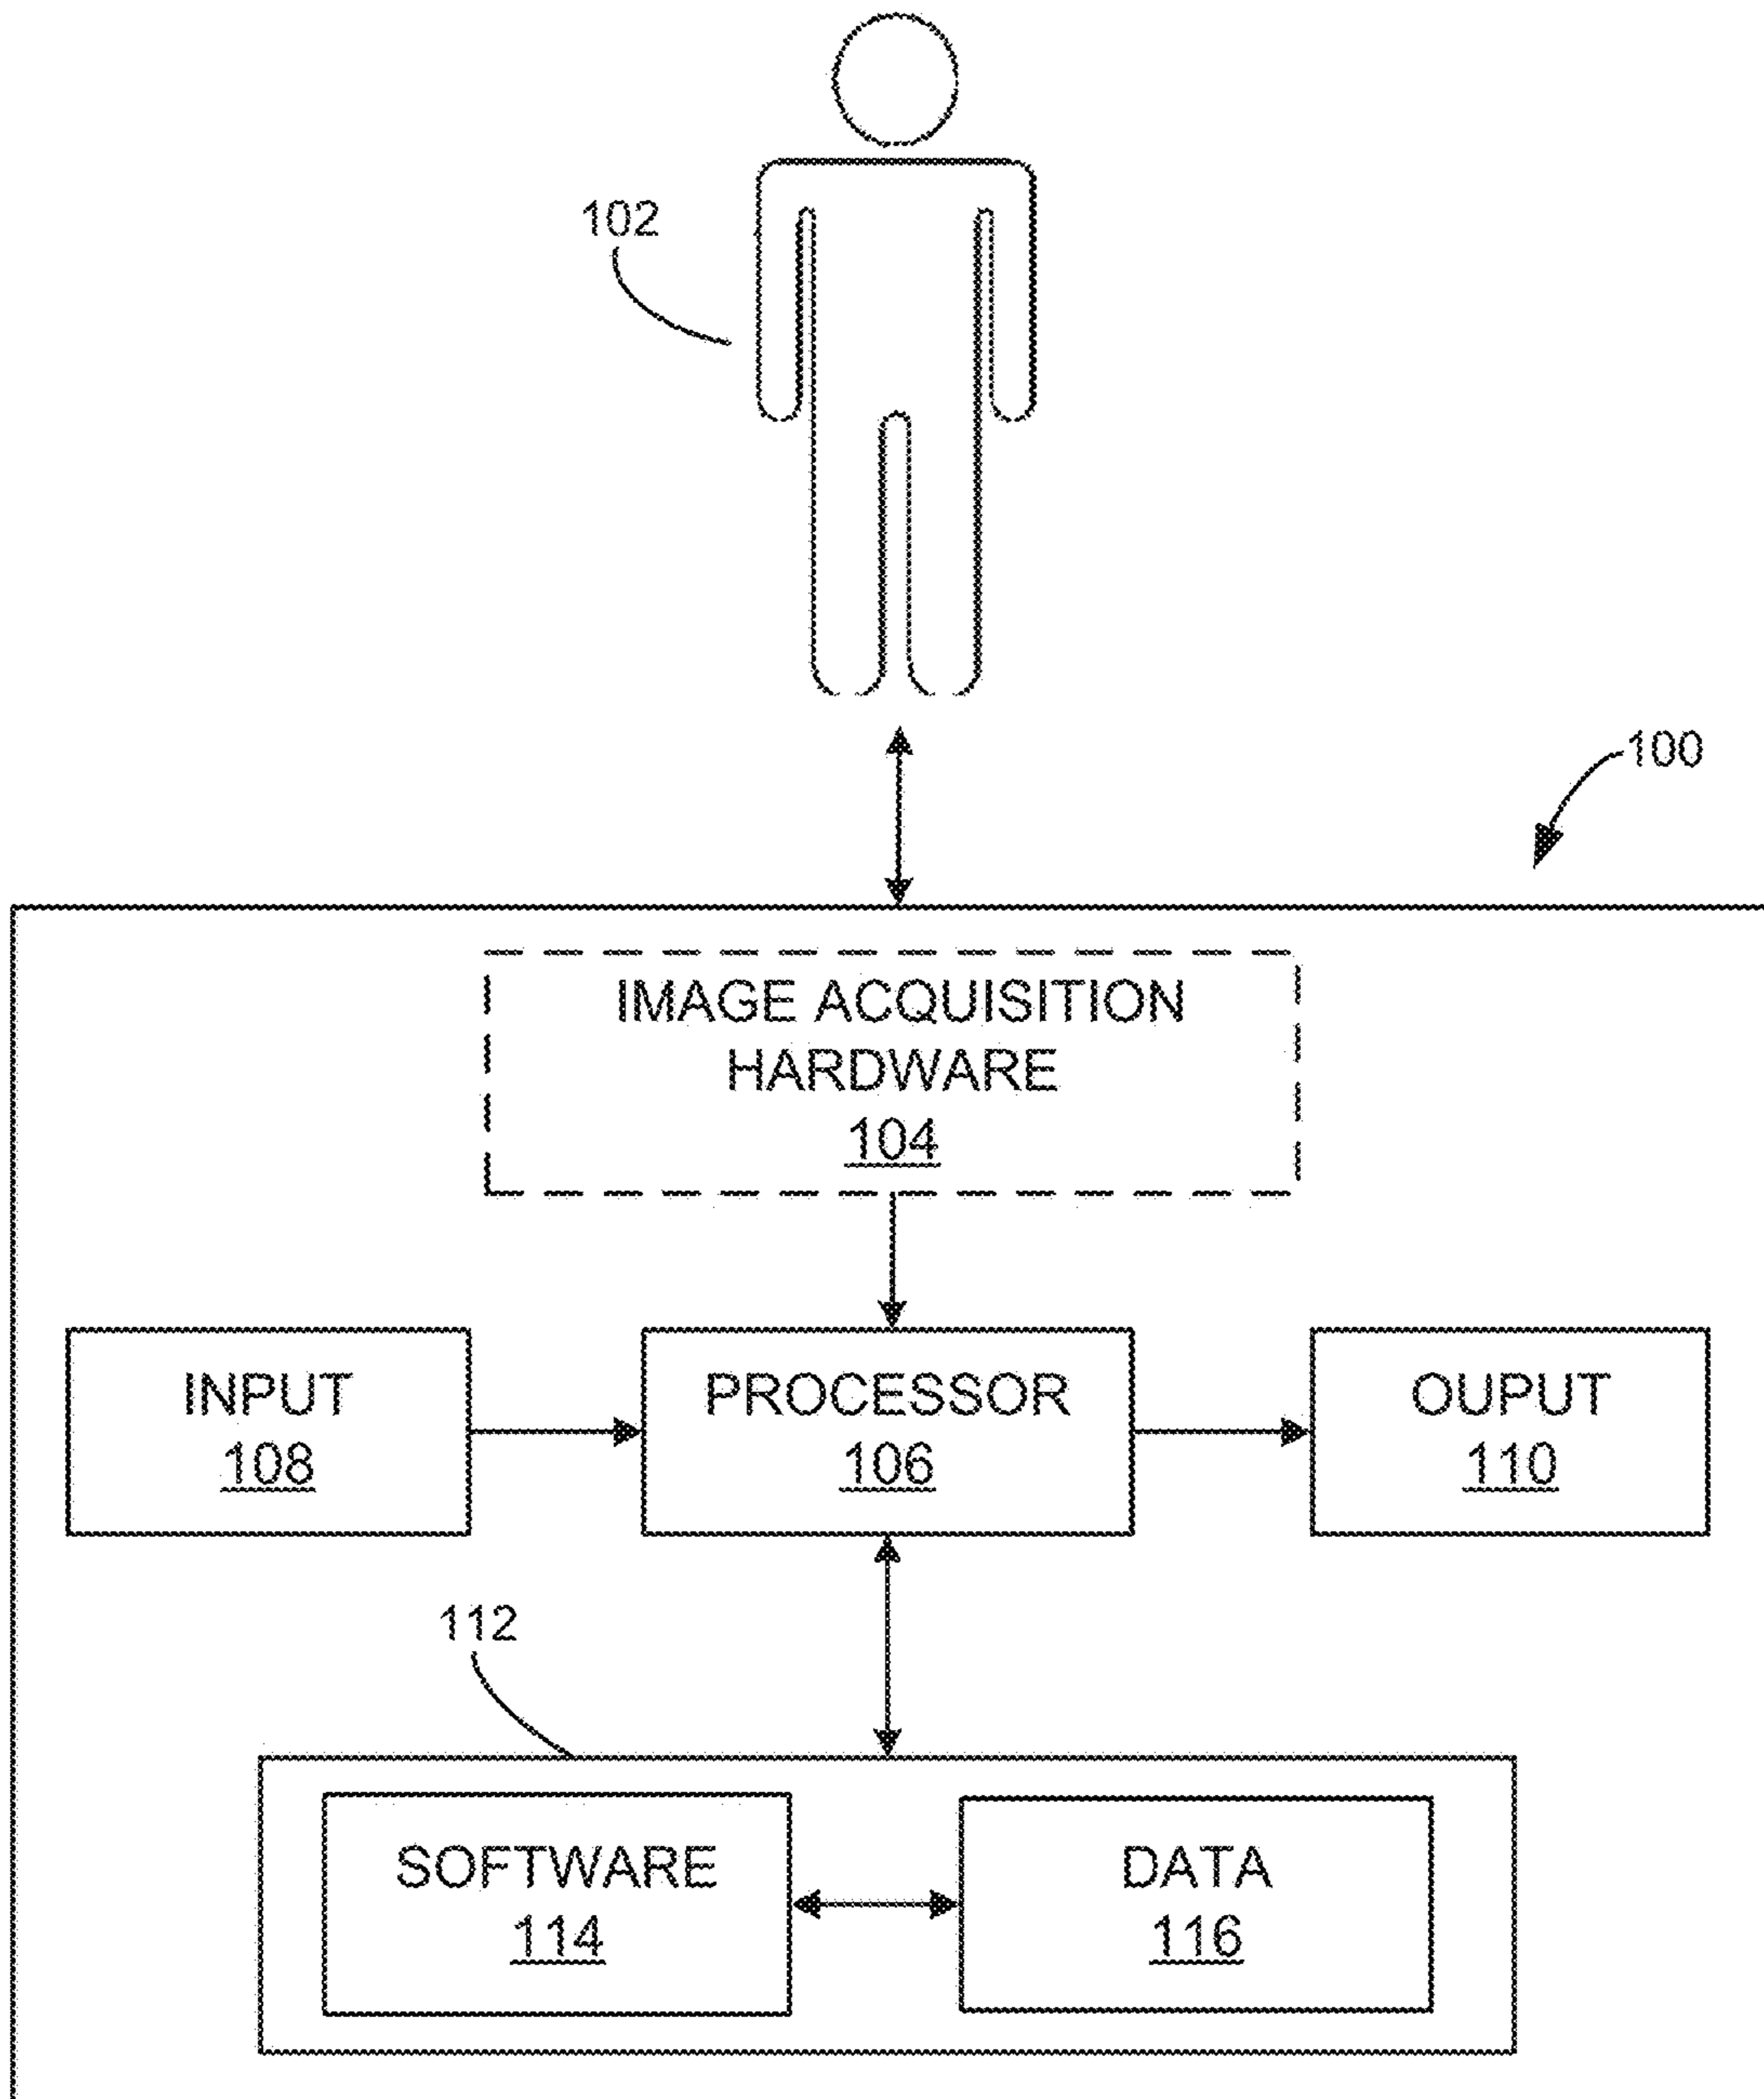 102
100
IMAGE ACQUISITION
HARDWARE
104
INPUT
108
PROCESSOR
106
OUPUT
110
112
SOFTWARE
114
DATA
116